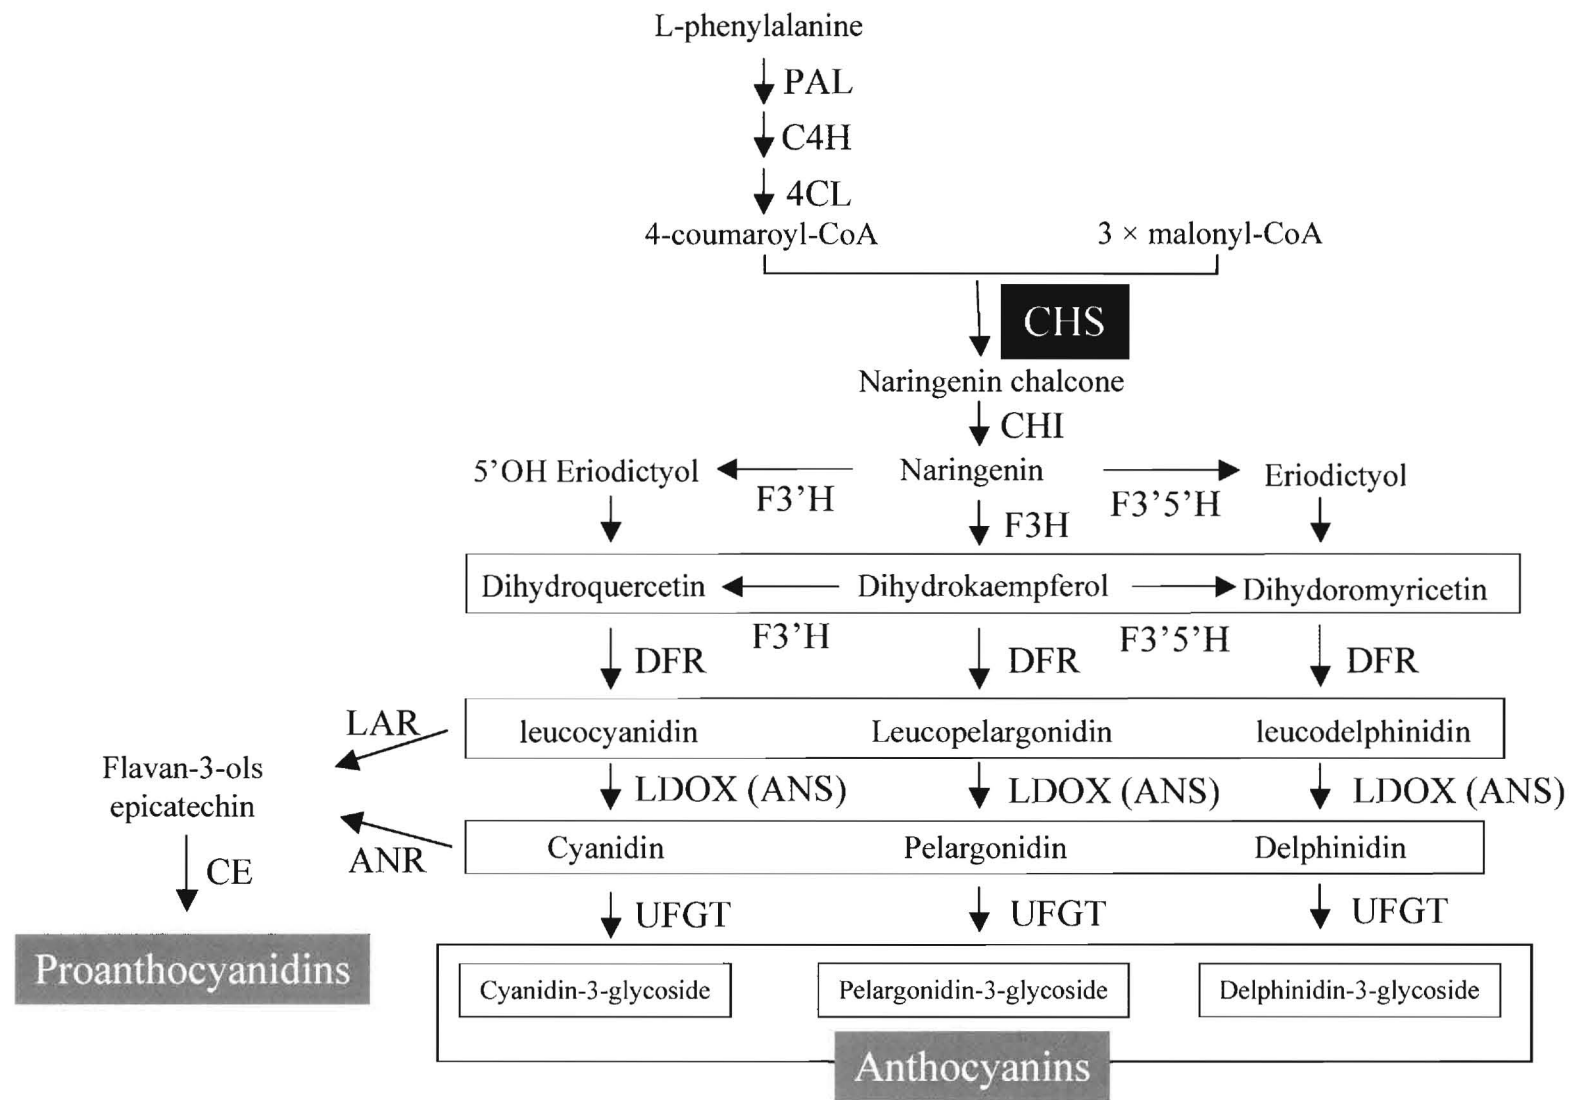 L-phenylalanine
PAL
C4H
4CL
4-coumaroyl-CoA
3 × malonyl-CoA
CHS
Naringenin chalcone
CHI
5’OH Eriodictyol
Naringenin
Eriodictyol
F3’H
F3H
F3’5’H
Dihydroquercetin
Dihydrokaempferol
Dihydoromyricetin
F3’H
F3’5’H
DFR
DFR
DFR
LAR
leucocyanidin
Leucopelargonidin
leucodelphinidin
Flavan-3-ols
epicatechin
LDOX (ANS)
LDOX (ANS)
LDOX (ANS)
ANR
Cyanidin
Pelargonidin
Delphinidin
CE
UFGT
UFGT
UFGT
Proanthocyanidins
Cyanidin-3-glycoside
Pelargonidin-3-glycoside
Delphinidin-3-glycoside
Anthocyanins